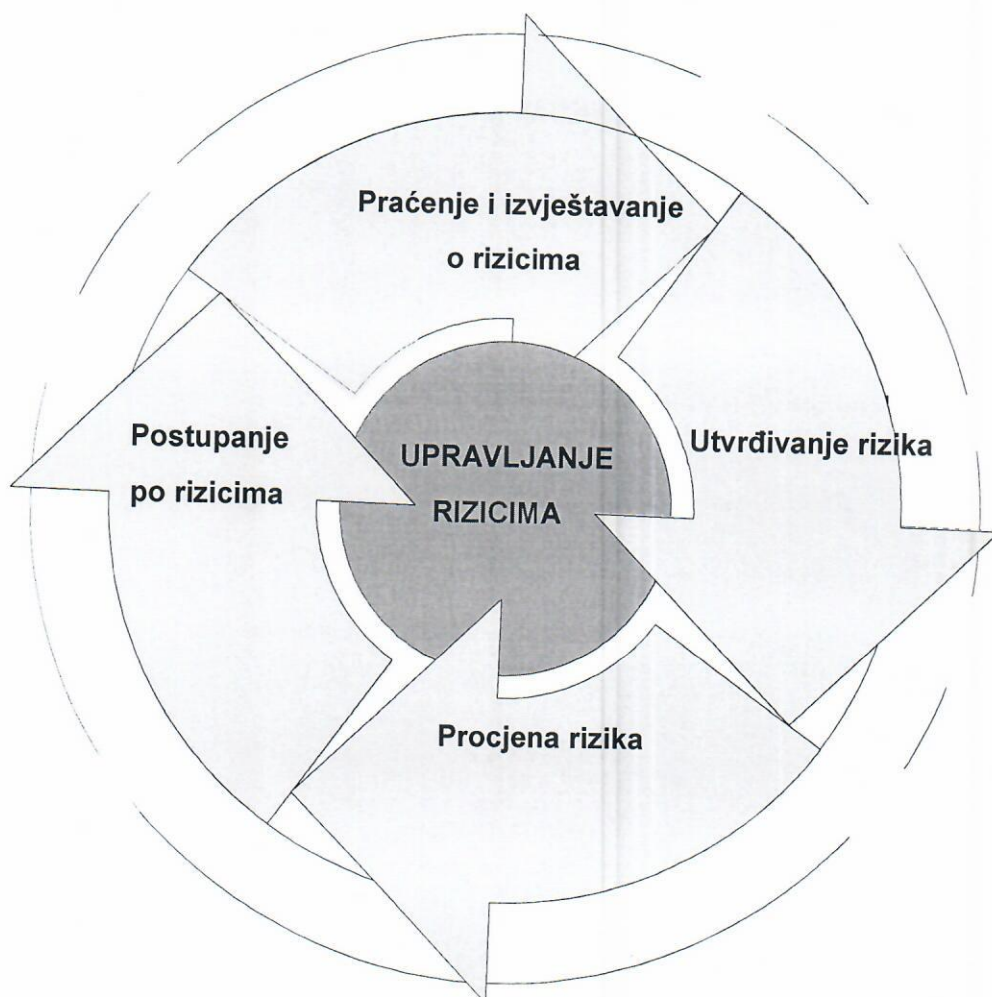 Praćenje i izvještavanje
o rizicima
Utvrđivanje rizika
Postupanje
po rizicima
UPRAVLJANJE
RIZICIMA
Procjena rizika